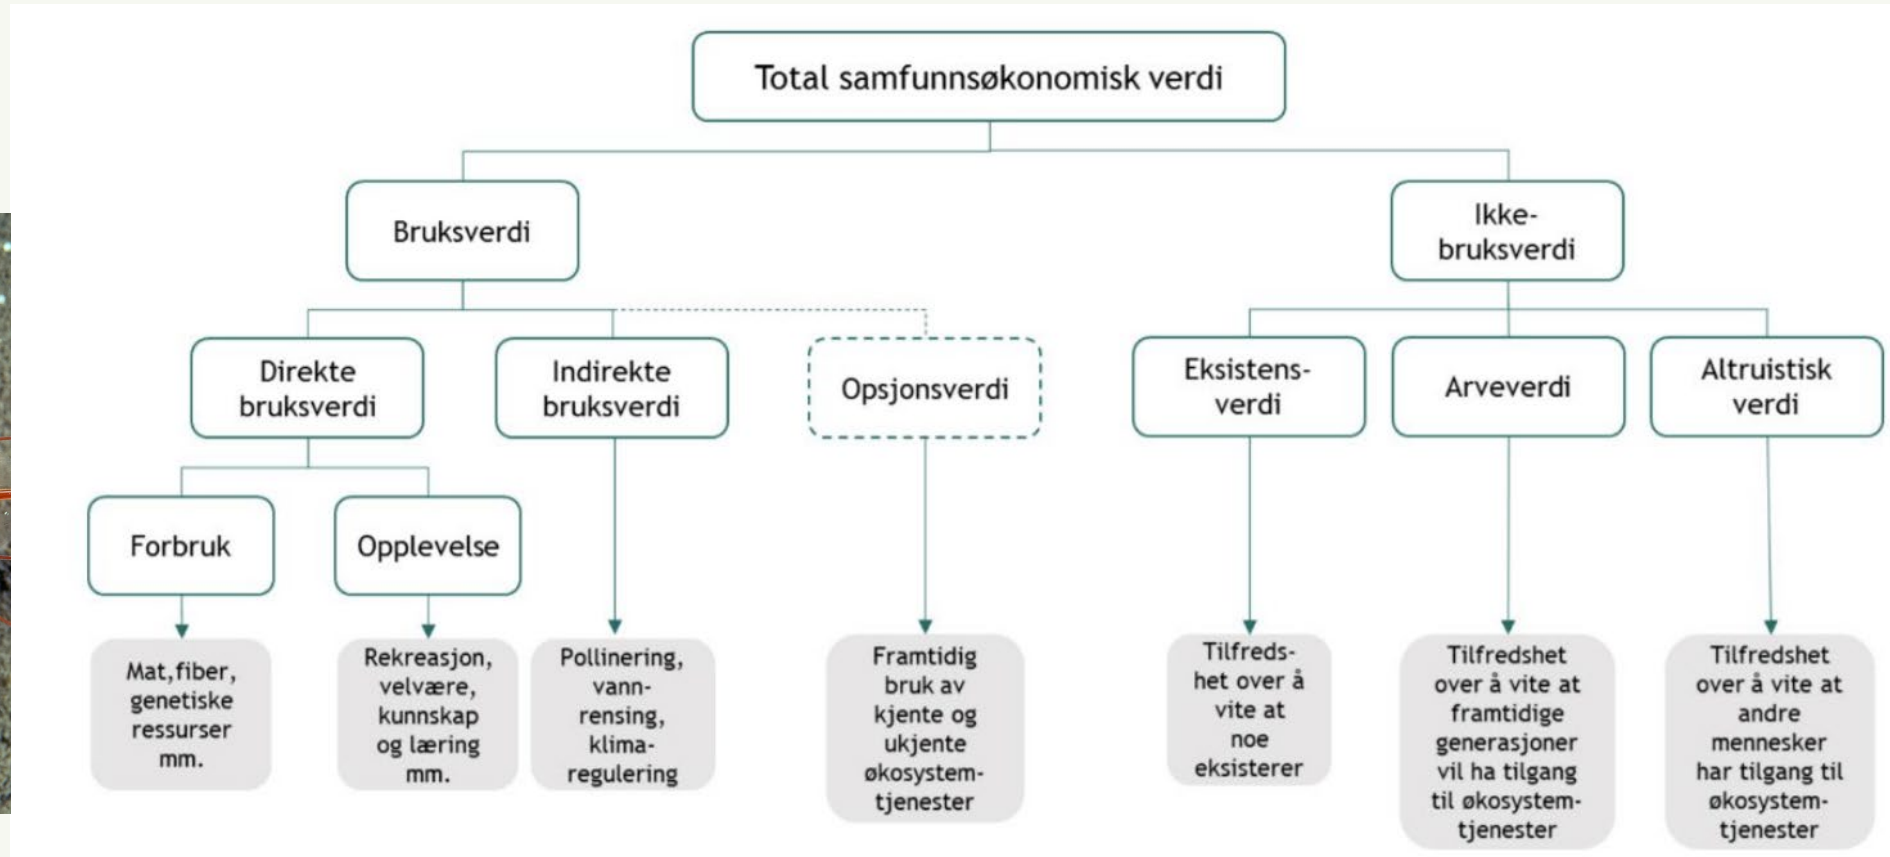 Total samfunnsøkonomisk verdi
Bruksverdi
Ikke-
bruksverdi
Direkte
bruksverdi
Indirekte
bruksverdi
Opsjonsverdi
Eksistens-
verdi
Arveverdi
Altruistisk
verdi
Forbruk
Opplevelse
Mat,fiber,
genetiske
ressurser
mm.
Rekreasjon,
velvære,
kunnskap
og læring
mm.
Pollinering,
vann-
rensing,
klima-
regulering
Framtidig
bruk av
kjente og
ukjente
økosystem-
tjenester
Tilfreds-
het over å
vite at
noe
eksisterer
Tilfredshet
over å vite at
framtidige
generasjoner
vil ha tilgang
til økosystem-
tjenester
Tilfredshet
over å vite at
andre
mennesker
har tilgang til
økosystem-
tjenester